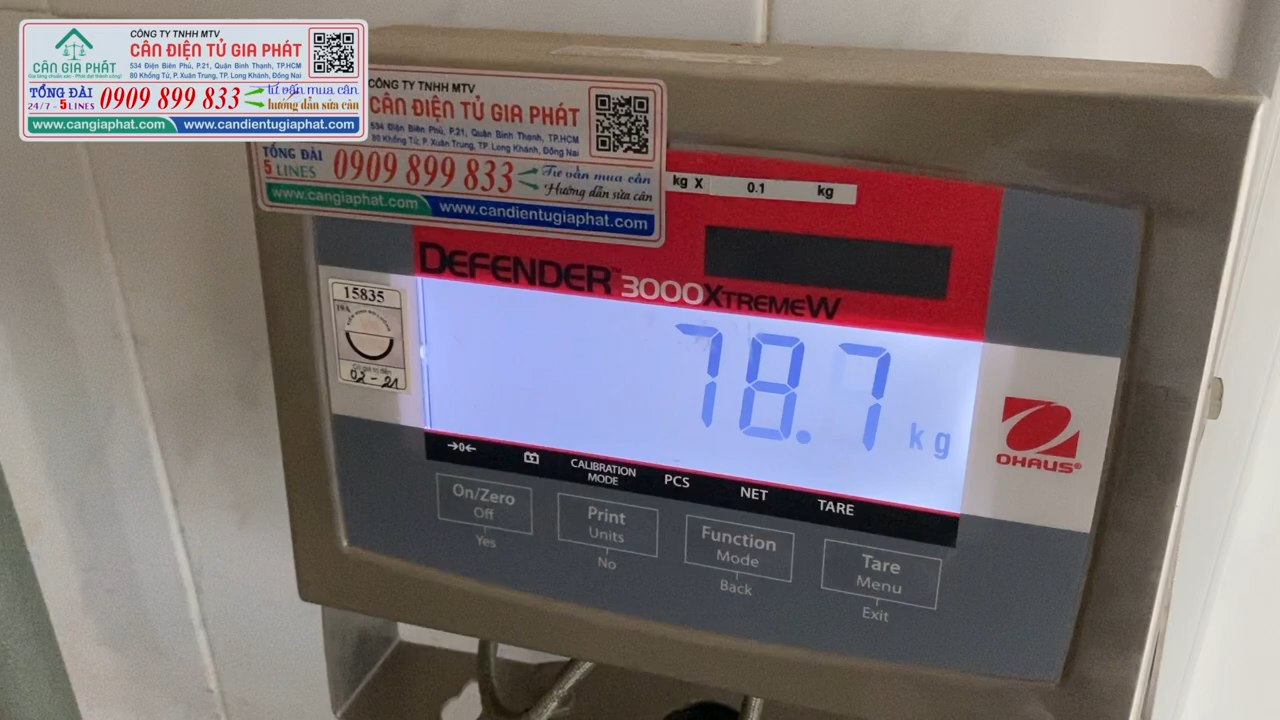 CÔNG TY TNHH MTV
CÂN ĐIỆN TỬ GIA PHÁT
CÂN GIA PHÁT
534 Điện Biên Phủ, P.21, Quận Bình Thạnh, TP.HCM
80 Khổng Tử, P. Xuân Trung, TP. Long Khánh, Đồng Nai
TỔNG ĐÀI
24/7 - 5 LINES
0909 899 833
tư vấn mua cân
hướng dẫn sửa cân
www.cangiaphat.com
www.candientugiaphat.com
CÔNG TY TNHH MTV
CÂN ĐIỆN TỬ GIA PHÁT
534 Điện Biên Phủ, P.21, Quận Bình Thạnh, TP.HCM
80 Khổng Tử, P. Xuân Trung, TP. Long Khánh, Đồng Nai
TỔNG ĐÀI
5 LINES
0909 899 833
Tư vấn mua cân
Hướng dẫn sửa cân
www.cangiaphat.com
www.candientugiaphat.com
kg X 0.1 kg
DEFENDER™ 3000 XTREMEW
15835
19A
02 - 21
78.7 kg
OHAUS®
→0←
CALIBRATION MODE
PCS
NET
TARE
On/Zero
Off
Yes
Print
Units
No
Function
Mode
Back
Tare
Menu
Exit